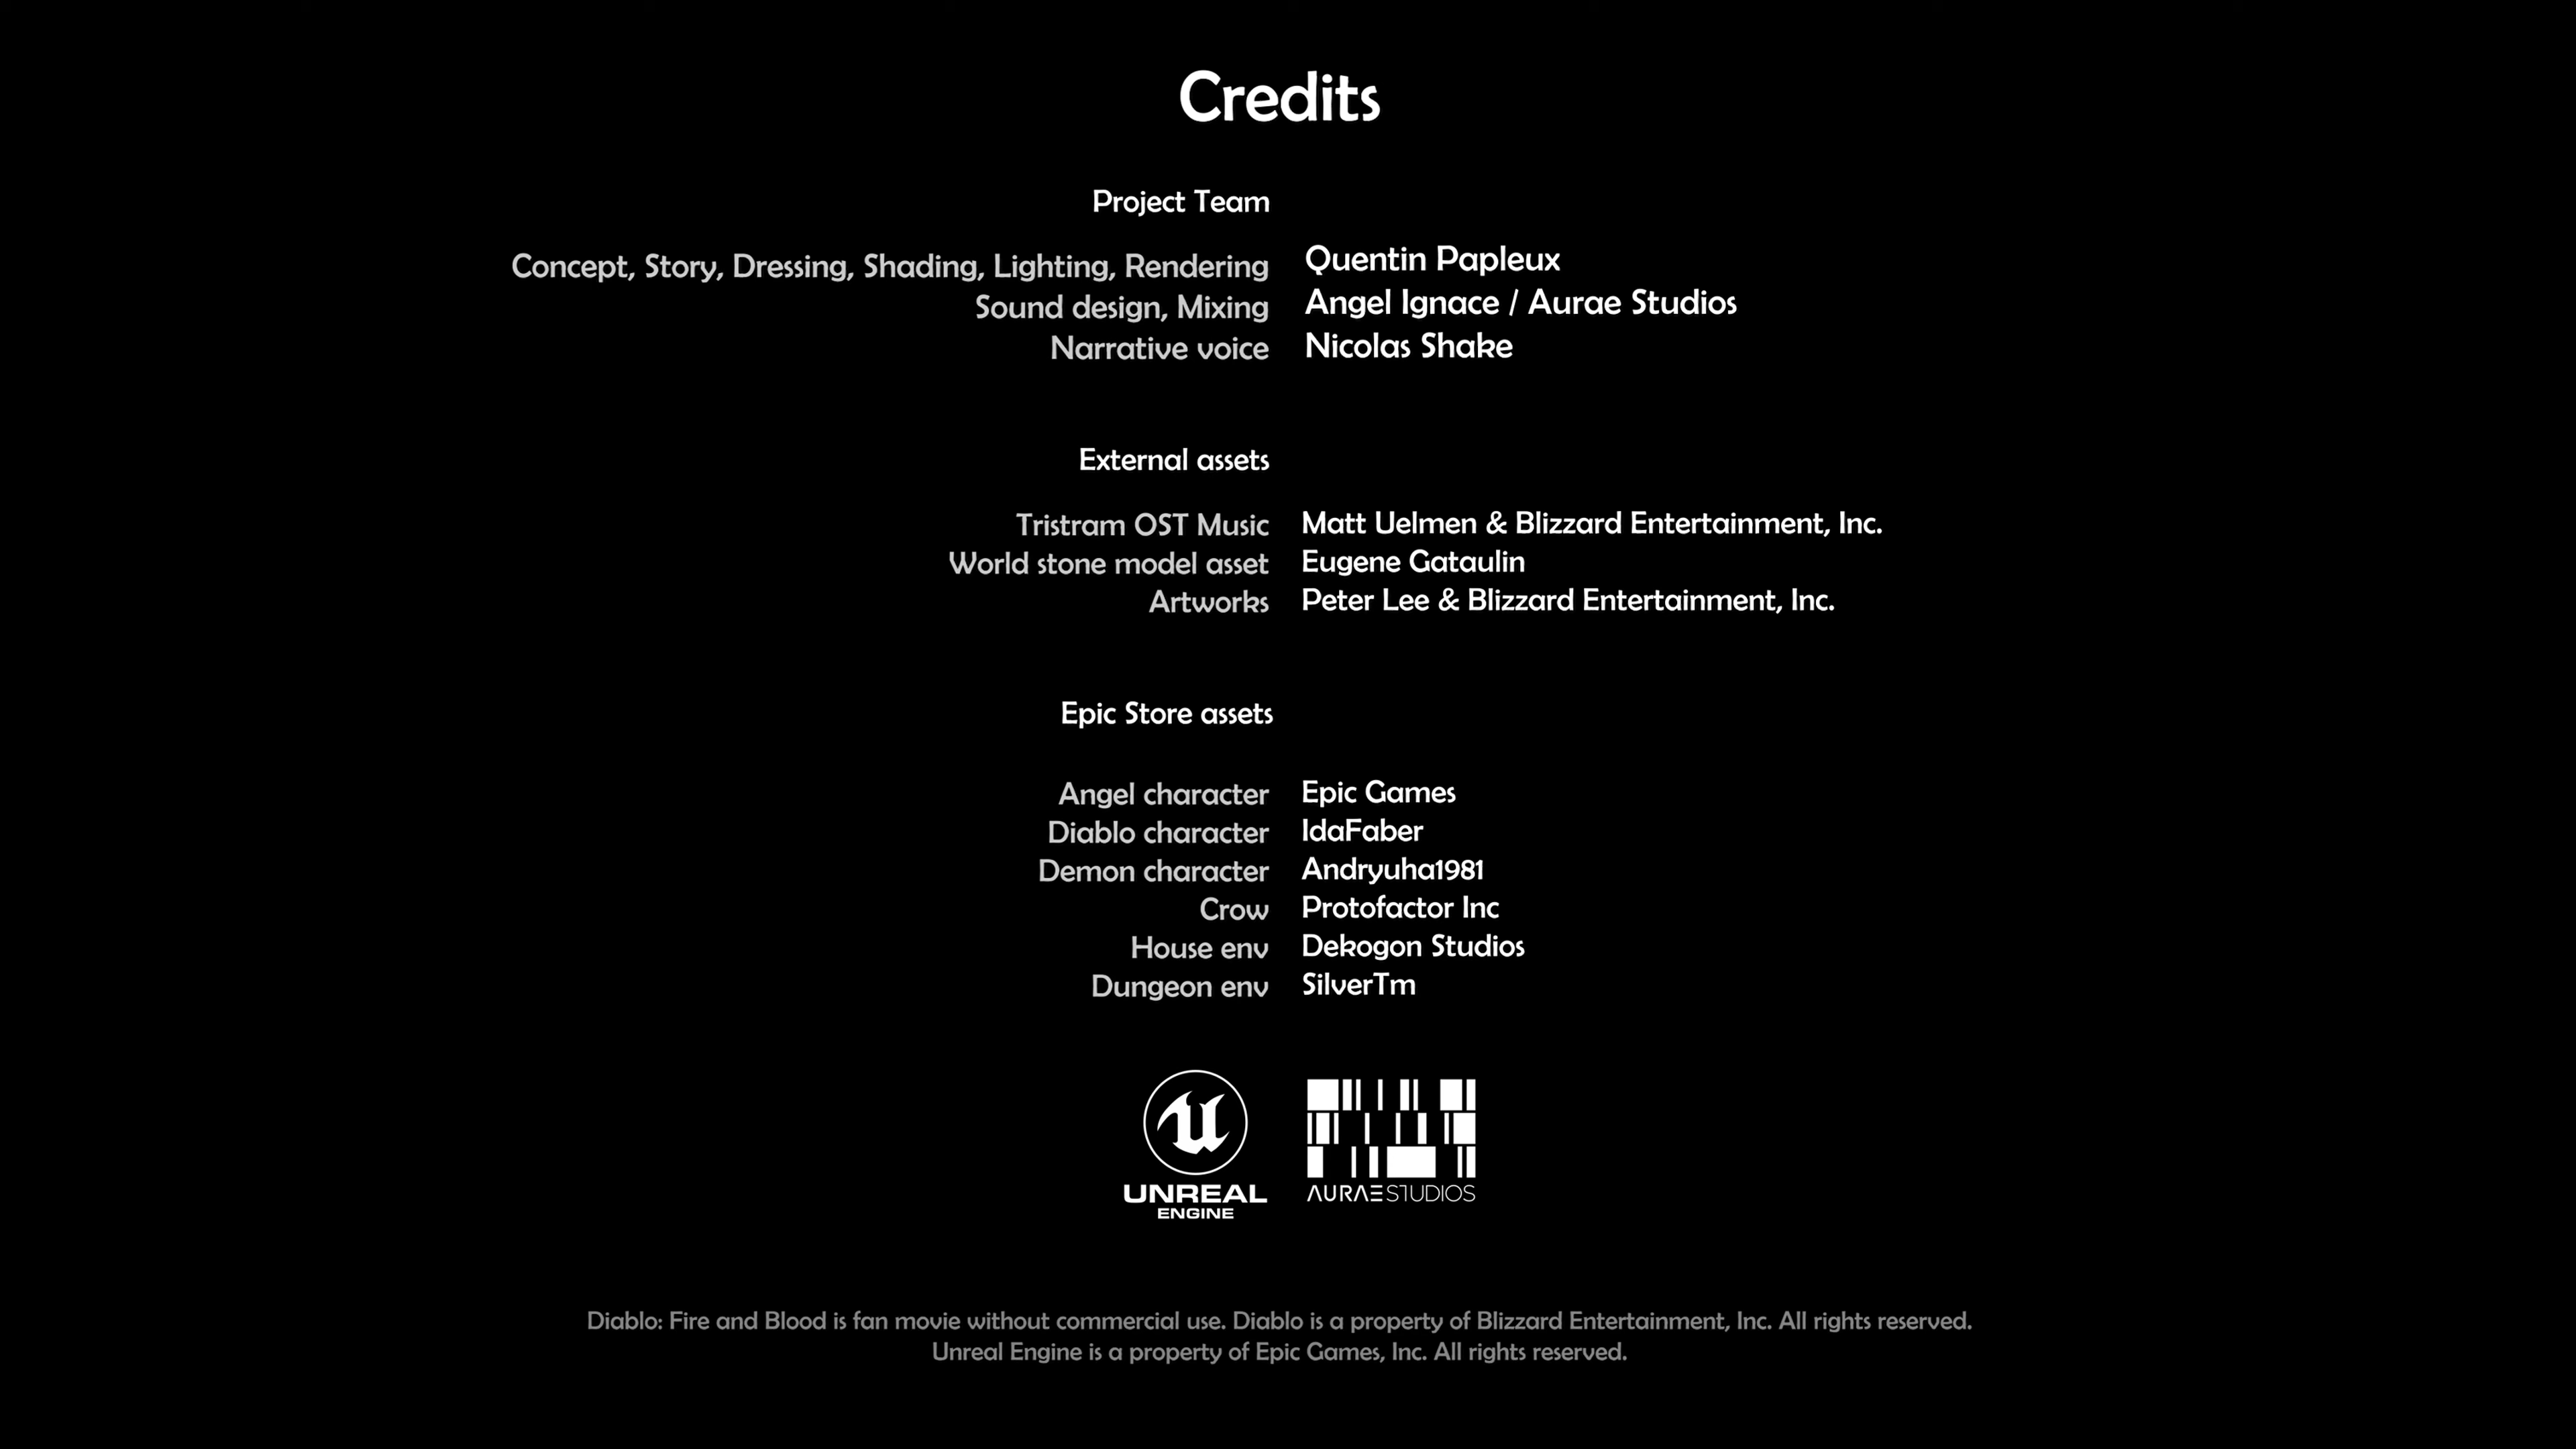 Credits
Project Team
Concept, Story, Dressing, Shading, Lighting, Rendering Quentin Papleux
Sound design, Mixing Angel Ignace / Aurae Studios
Narrative voice Nicolas Shake
External assets
Tristram OST Music Matt Uelmen & Blizzard Entertainment, Inc.
World stone model asset Eugene Gataulin
Artworks Peter Lee & Blizzard Entertainment, Inc.
Epic Store assets
Angel character Epic Games
Diablo character IdaFaber
Demon character Andryuha1981
Crow Protofactor Inc
House env Dekogon Studios
Dungeon env SilverTm
UNREAL
ENGINE
AURAESTUDIOS
Diablo: Fire and Blood is fan movie without commercial use. Diablo is a property of Blizzard Entertainment, Inc. All rights reserved.
Unreal Engine is a property of Epic Games, Inc. All rights reserved.